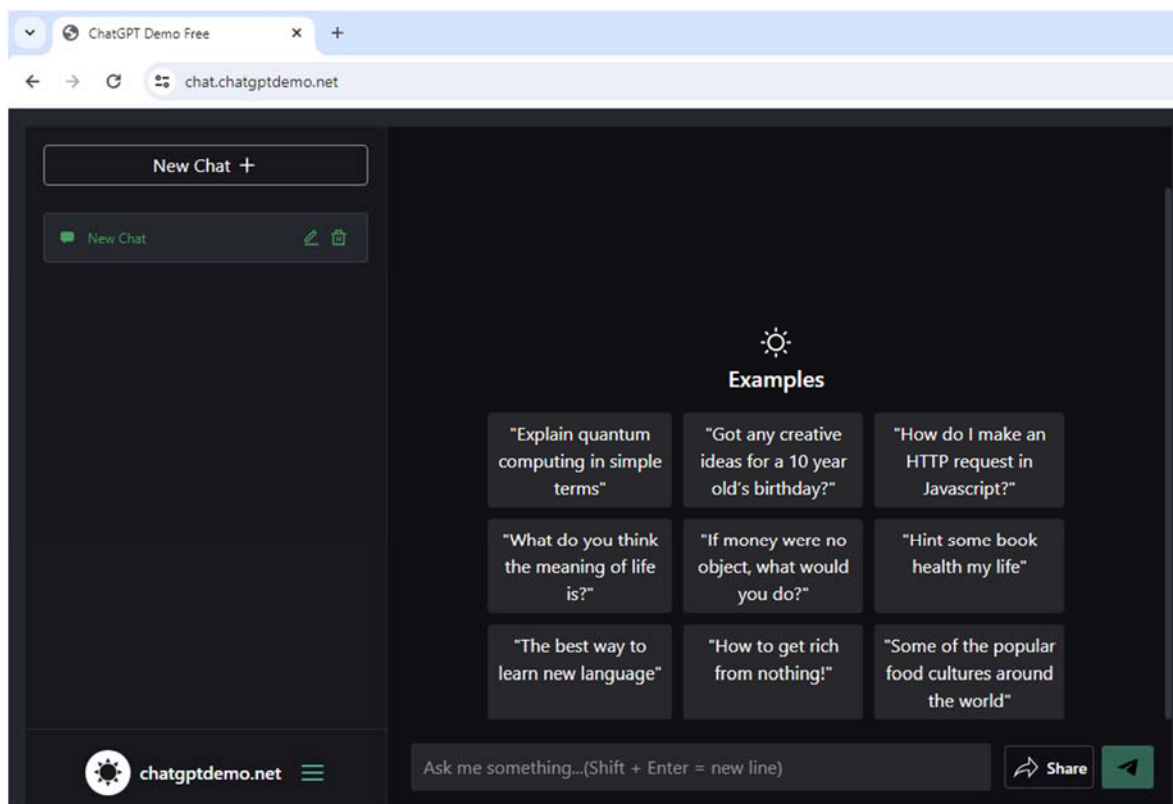 ChatGPT Demo Free
chat.chatgptdemo.net
New Chat +
New Chat
Examples
"Explain quantum
computing in simple
terms"
"Got any creative
ideas for a 10 year
old's birthday?"
"How do I make an
HTTP request in
Javascript?"
"What do you think
the meaning of life
is?"
"If money were no
object, what would
you do?"
"Hint some book
health my life"
"The best way to
learn new language"
"How to get rich
from nothing!"
"Some of the popular
food cultures around
the world"
chatgptdemo.net
Ask me something...(Shift + Enter = new line)
Share